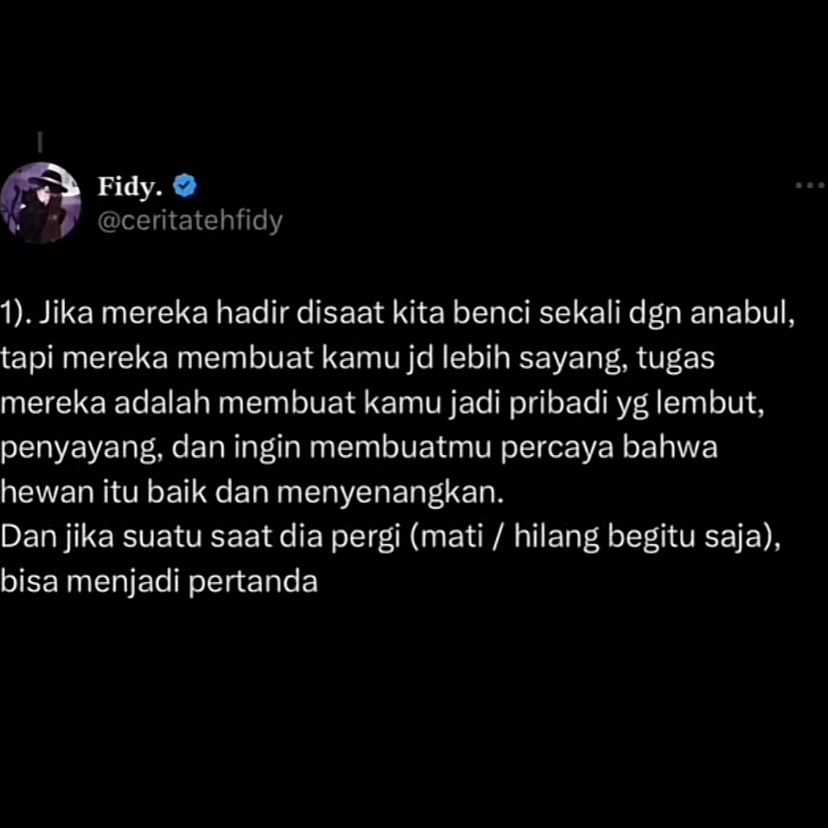 Fidy.
@ceritatehfidy
1). Jika mereka hadir disaat kita benci sekali dgn anabul,
tapi mereka membuat kamu jd lebih sayang, tugas
mereka adalah membuat kamu jadi pribadi yg lembut,
penyayang, dan ingin membuatmu percaya bahwa
hewan itu baik dan menyenangkan.
Dan jika suatu saat dia pergi (mati / hilang begitu saja),
bisa menjadi pertanda